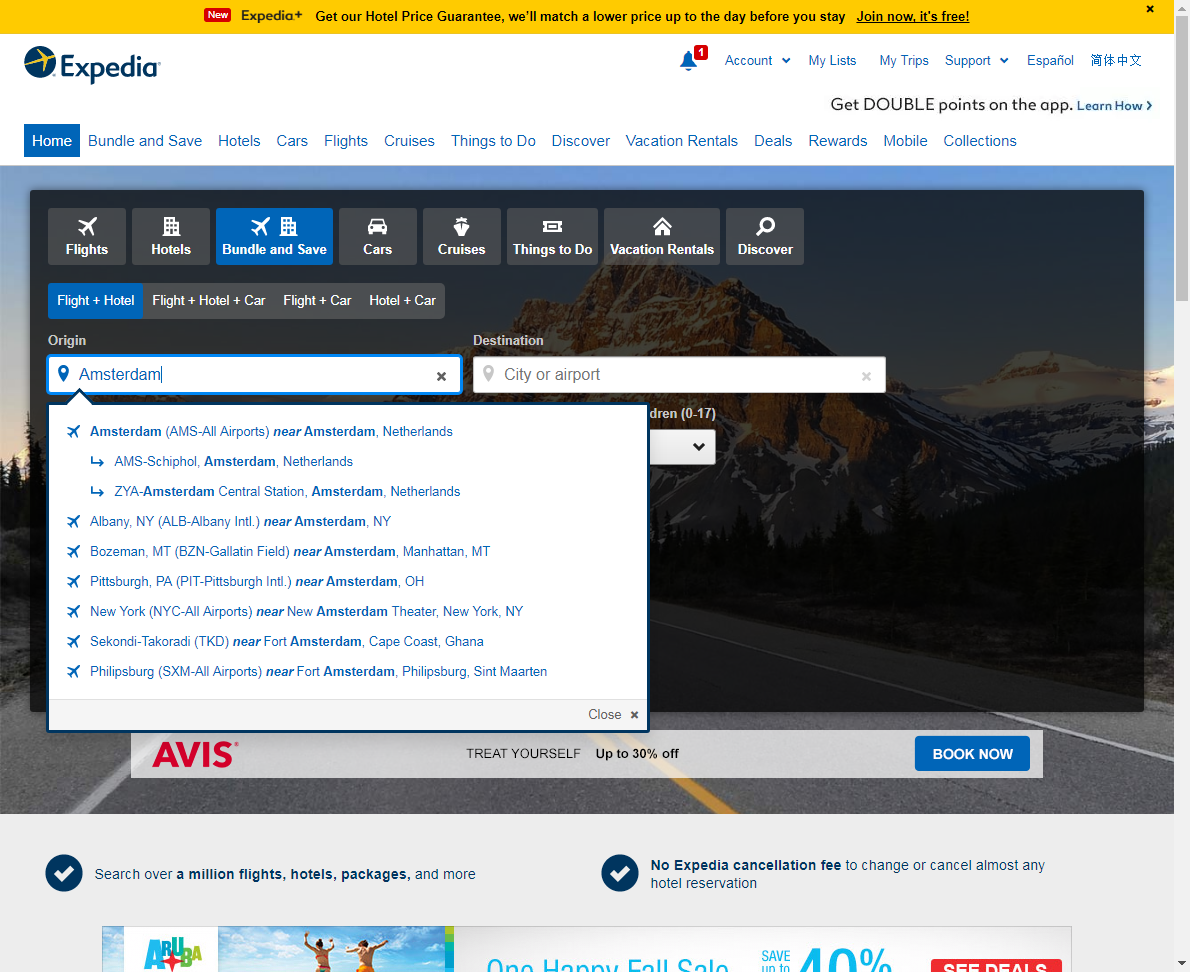 New Expedia+ Get our Hotel Price Guarantee, we'll match a lower price up to the day before you stay Join now, it's free!
Expedia
1 Account My Lists My Trips Support Español 简体中文
Get DOUBLE points on the app. Learn How
Home Bundle and Save Hotels Cars Flights Cruises Things to Do Discover Vacation Rentals Deals Rewards Mobile Collections
Flights Hotels Bundle and Save Cars Cruises Things to Do Vacation Rentals Discover
Flight + Hotel Flight + Hotel + Car Flight + Car Hotel + Car
Origin Destination
Amsterdam City or airport
dren (0-17)
Amsterdam (AMS-All Airports) near Amsterdam, Netherlands
AMS-Schiphol, Amsterdam, Netherlands
ZYA-Amsterdam Central Station, Amsterdam, Netherlands
Albany, NY (ALB-Albany Intl.) near Amsterdam, NY
Bozeman, MT (BZN-Gallatin Field) near Amsterdam, Manhattan, MT
Pittsburgh, PA (PIT-Pittsburgh Intl.) near Amsterdam, OH
New York (NYC-All Airports) near New Amsterdam Theater, New York, NY
Sekondi-Takoradi (TKD) near Fort Amsterdam, Cape Coast, Ghana
Philipsburg (SXM-All Airports) near Fort Amsterdam, Philipsburg, Sint Maarten
Close
AVIS TREAT YOURSELF Up to 30% off BOOK NOW
Search over a million flights, hotels, packages, and more
No Expedia cancellation fee to change or cancel almost any
hotel reservation
ARUBA
One Happy Fall Sale SAVE up to 40% SEE DEALS